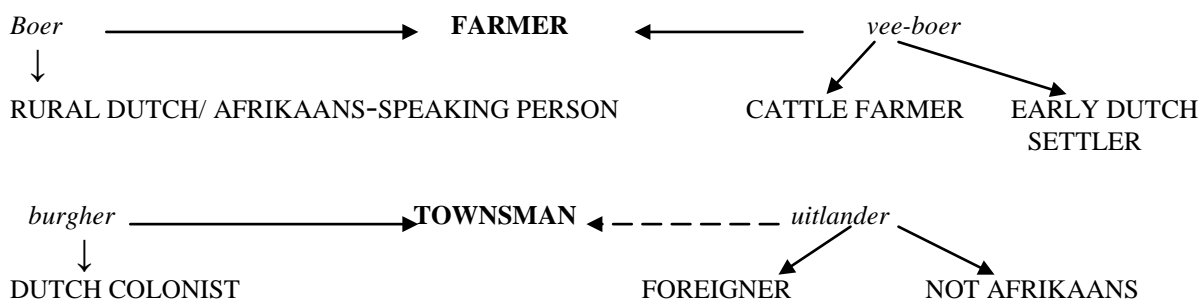 Boer FARMER vee-boer
RURAL DUTCH/ AFRIKAANS-SPEAKING PERSON CATTLE FARMER EARLY DUTCH
SETTLER
burgher TOWNSMAN uitlander
DUTCH COLONIST FOREIGNER NOT AFRIKAANS